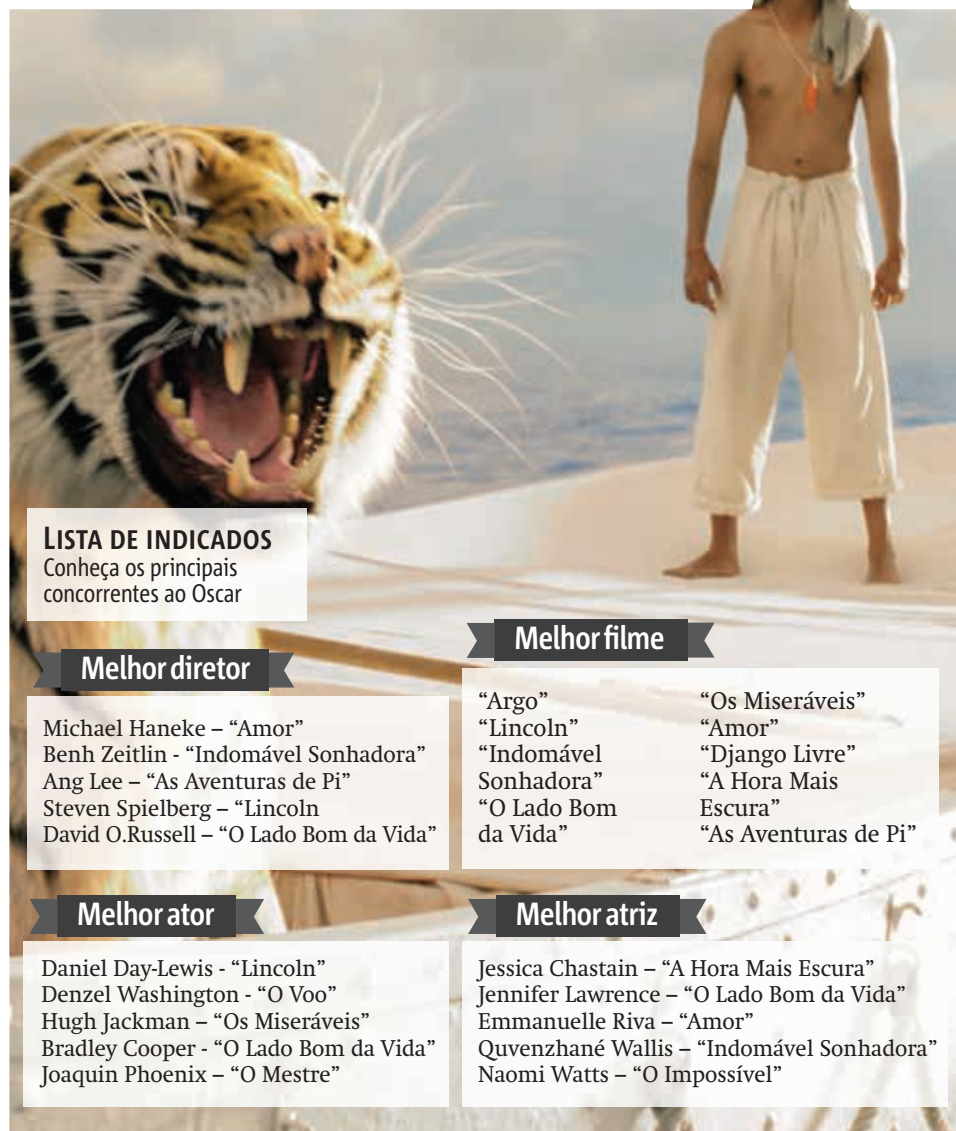 LISTA DE INDICADOS
Conheça os principais
concorrentes ao Oscar
Melhor diretor
Michael Haneke – “Amor”
Benh Zeitlin - “Indomável Sonhadora”
Ang Lee – “As Aventuras de Pi”
Steven Spielberg – “Lincoln
David O.Russell – “O Lado Bom da Vida”
Melhor filme
“Argo”
“Lincoln”
“Indomável
Sonhadora”
“O Lado Bom
da Vida”
“Os Miseráveis”
“Amor”
“Django Livre”
“A Hora Mais
Escura”
“As Aventuras de Pi”
Melhor ator
Daniel Day-Lewis - “Lincoln”
Denzel Washington - “O Voo”
Hugh Jackman – “Os Miseráveis”
Bradley Cooper - “O Lado Bom da Vida”
Joaquin Phoenix – “O Mestre”
Melhor atriz
Jessica Chastain – “A Hora Mais Escura”
Jennifer Lawrence – “O Lado Bom da Vida”
Emmanuelle Riva – “Amor”
Quvenzhané Wallis – “Indomável Sonhadora”
Naomi Watts – “O Impossível”